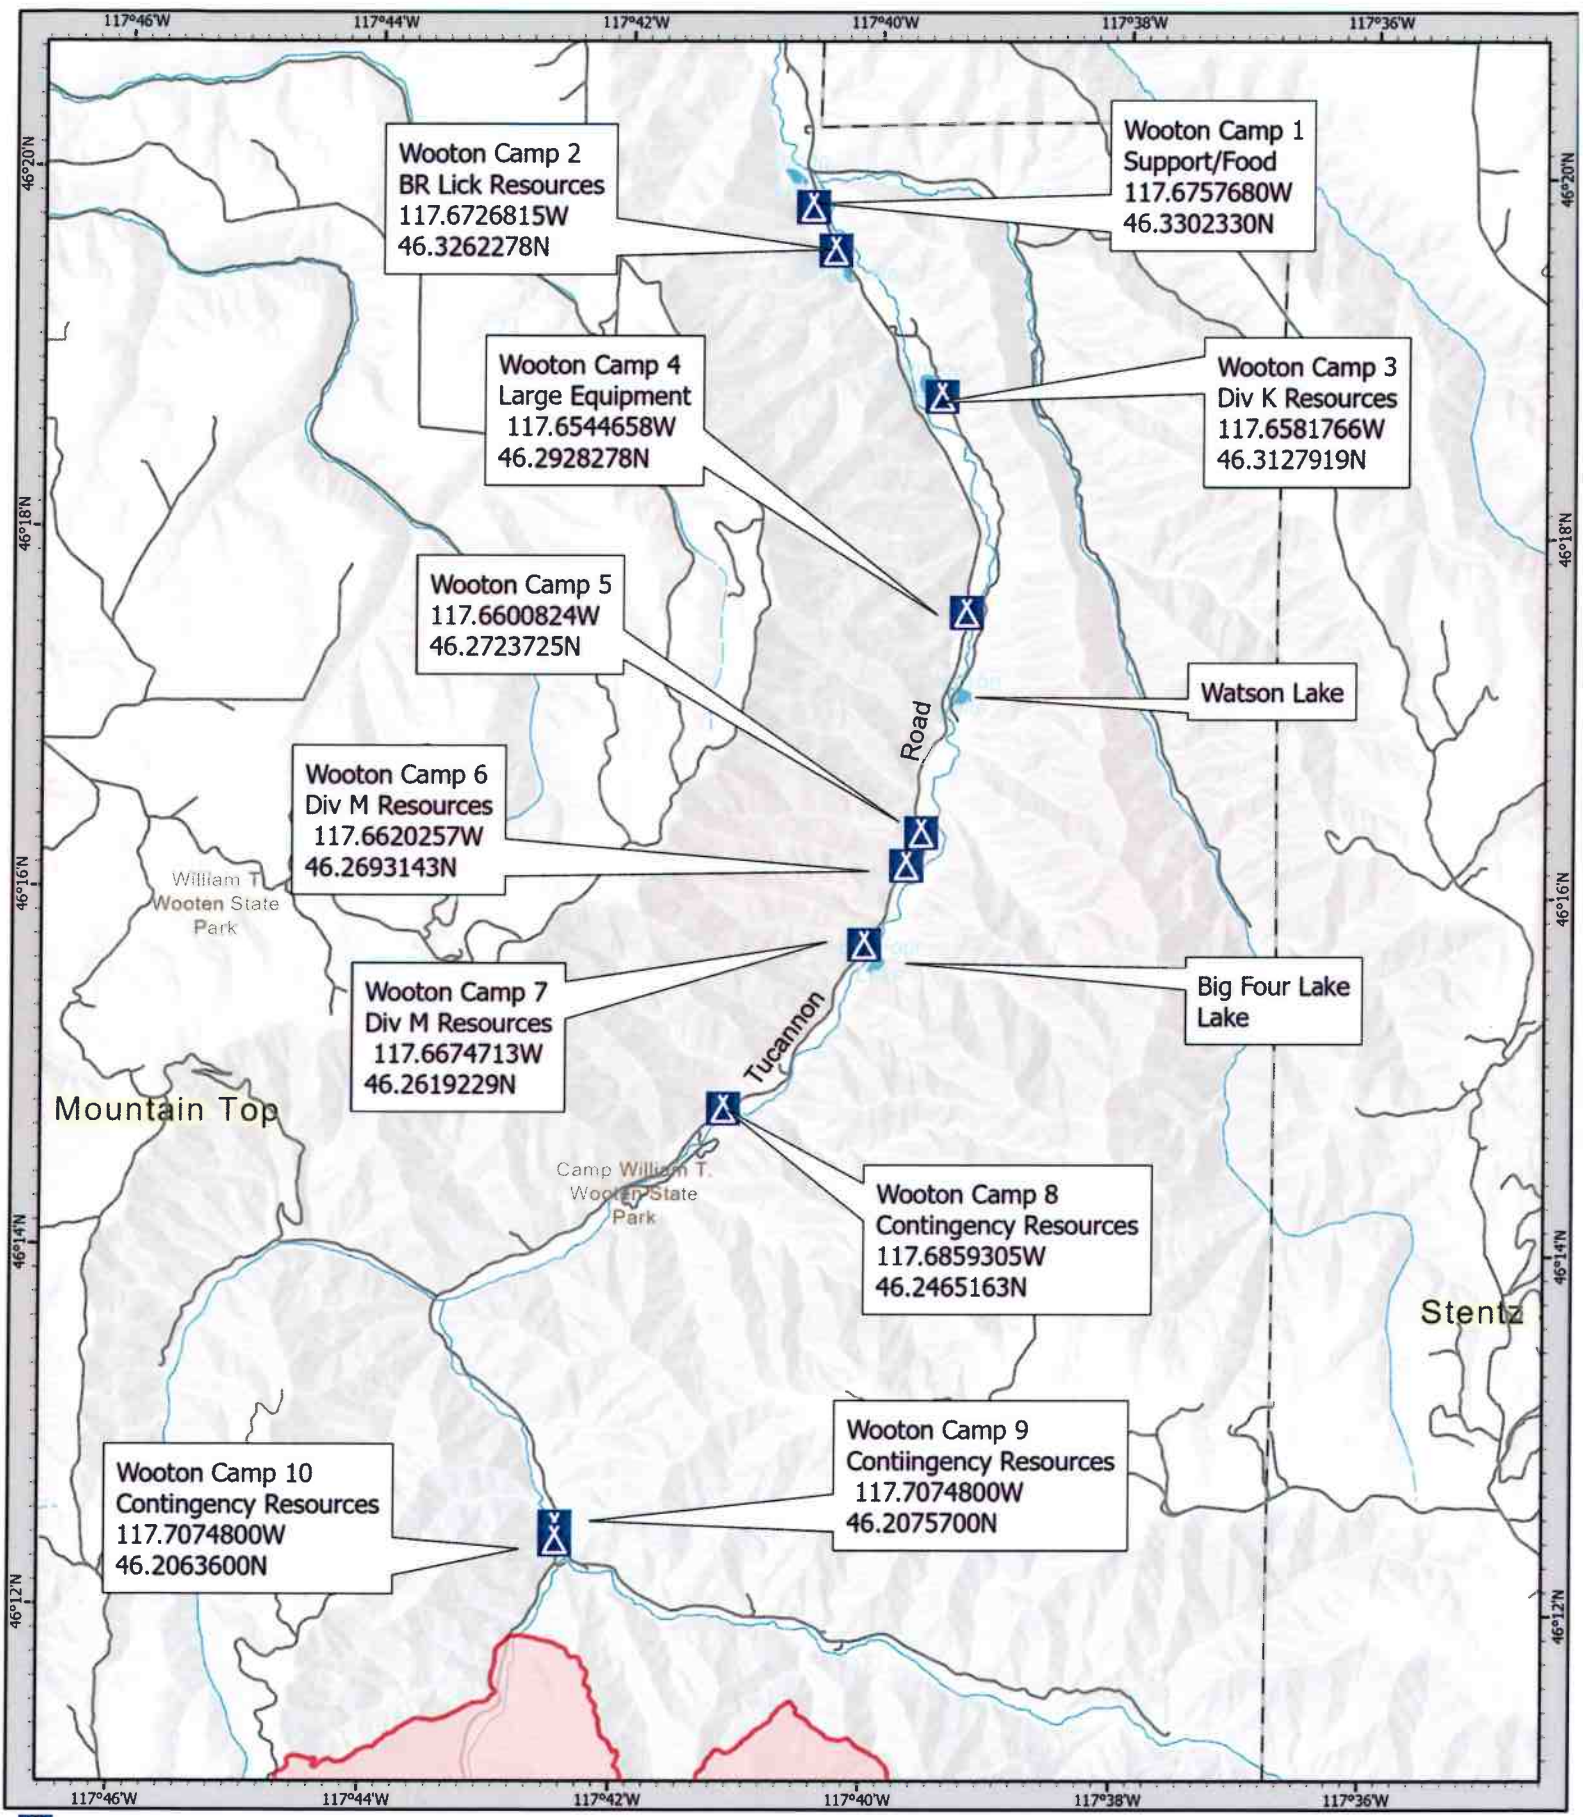 117°46'W
117°44'W
117°42'W
117°40'W
117°38'W
117°36'W
46°20'N
46°20'N
Wooton Camp 1
Support/Food
117.6757680W
46.3302330N
Wooton Camp 2
BR Lick Resources
117.6726815W
46.3262278N
Wooton Camp 4
Large Equipment
117.6544658W
46.2928278N
Wooton Camp 3
Div K Resources
117.6581766W
46.3127919N
46°18'N
46°18'N
Wooton Camp 5
117.6600824W
46.2723725N
Watson Lake
Road
Wooton Camp 6
Div M Resources
117.6620257W
46.2693143N
46°16'N
46°16'N
William T.
Wooten State
Park
Wooton Camp 7
Div M Resources
117.6674713W
46.2619229N
Big Four Lake
Lake
Tucannon
Mountain Top
Camp William T.
Wooten State
Park
Wooton Camp 8
Contingency Resources
117.6859305W
46.2465163N
46°14'N
46°14'N
Stentz
Wooton Camp 9
Contiingency Resources
117.7074800W
46.2075700N
Wooton Camp 10
Contingency Resources
117.7074800W
46.2063600N
46°12'N
46°12'N
117°46'W
117°44'W
117°42'W
117°40'W
117°38'W
117°36'W